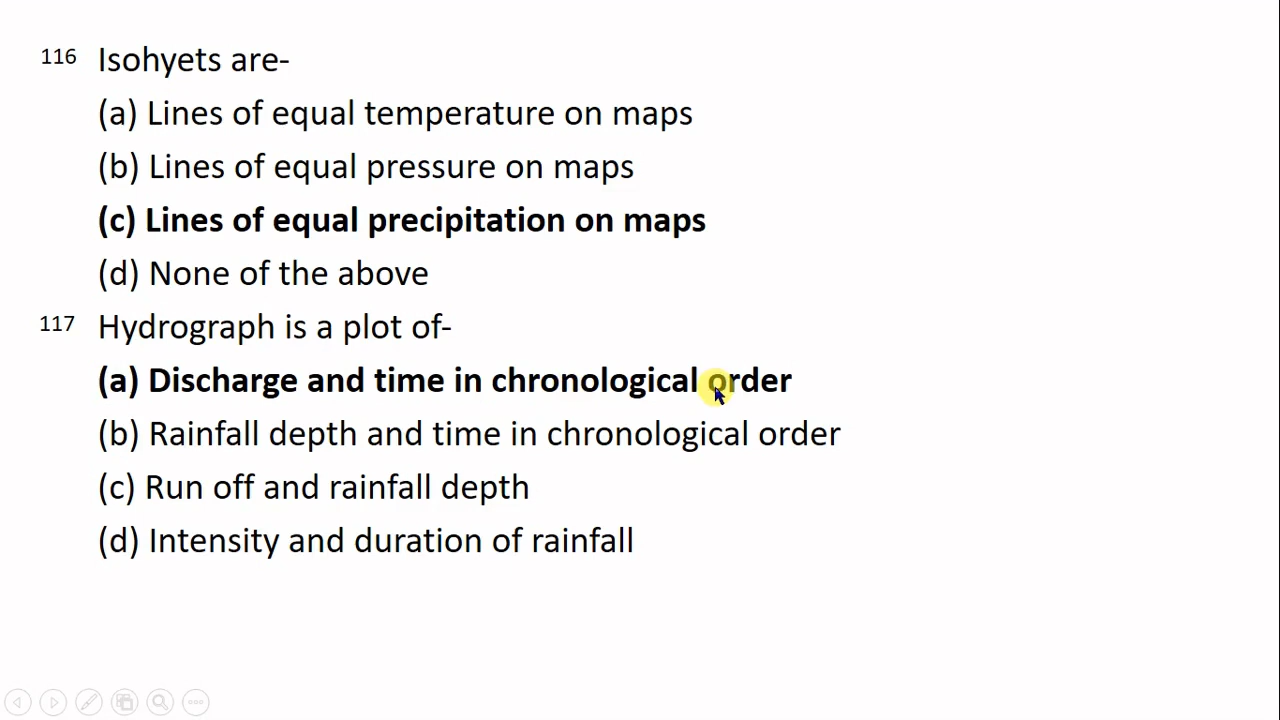 116 Isohyets are-
(a) Lines of equal temperature on maps
(b) Lines of equal pressure on maps
(c) Lines of equal precipitation on maps
(d) None of the above
117 Hydrograph is a plot of-
(a) Discharge and time in chronological order
(b) Rainfall depth and time in chronological order
(c) Run off and rainfall depth
(d) Intensity and duration of rainfall